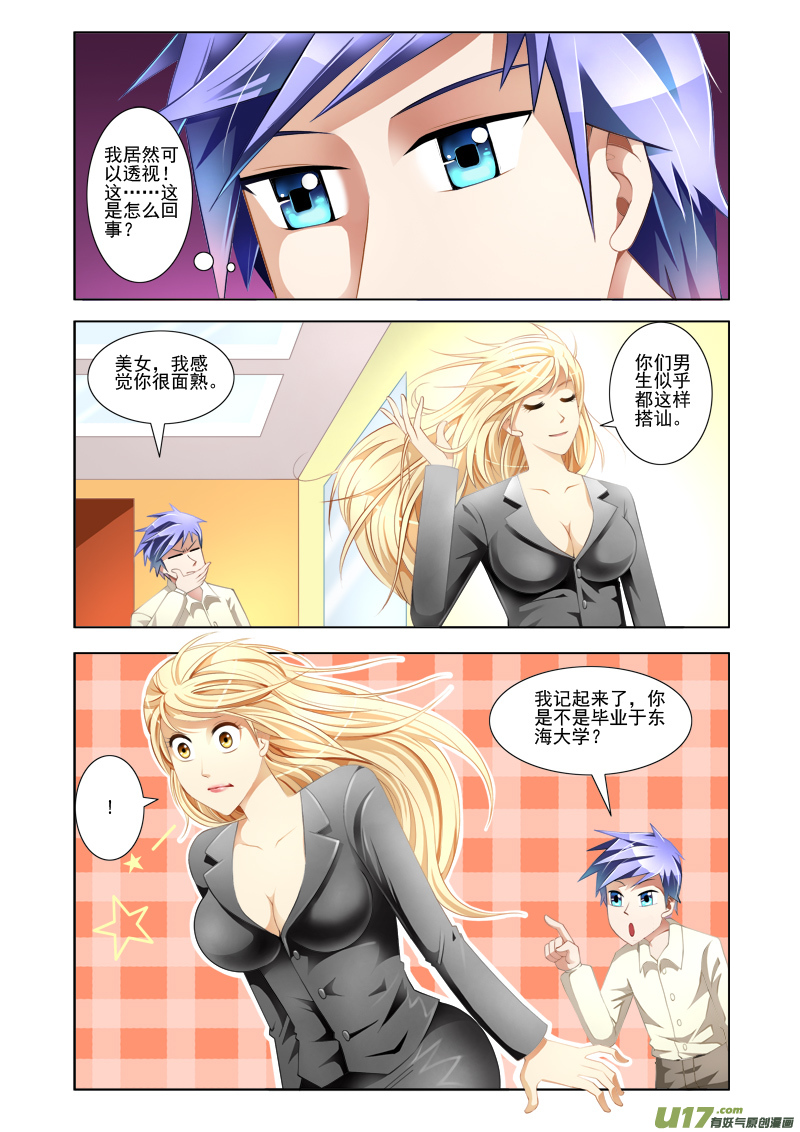 我居然可
以透视！
这……这
是怎么回
事？
美女，我感
觉你很面熟。
你们男
生似乎
都这样
搭讪。
我记起来了，你
是不是毕业于东
海大学？
！
U17.com
有妖气原创漫画